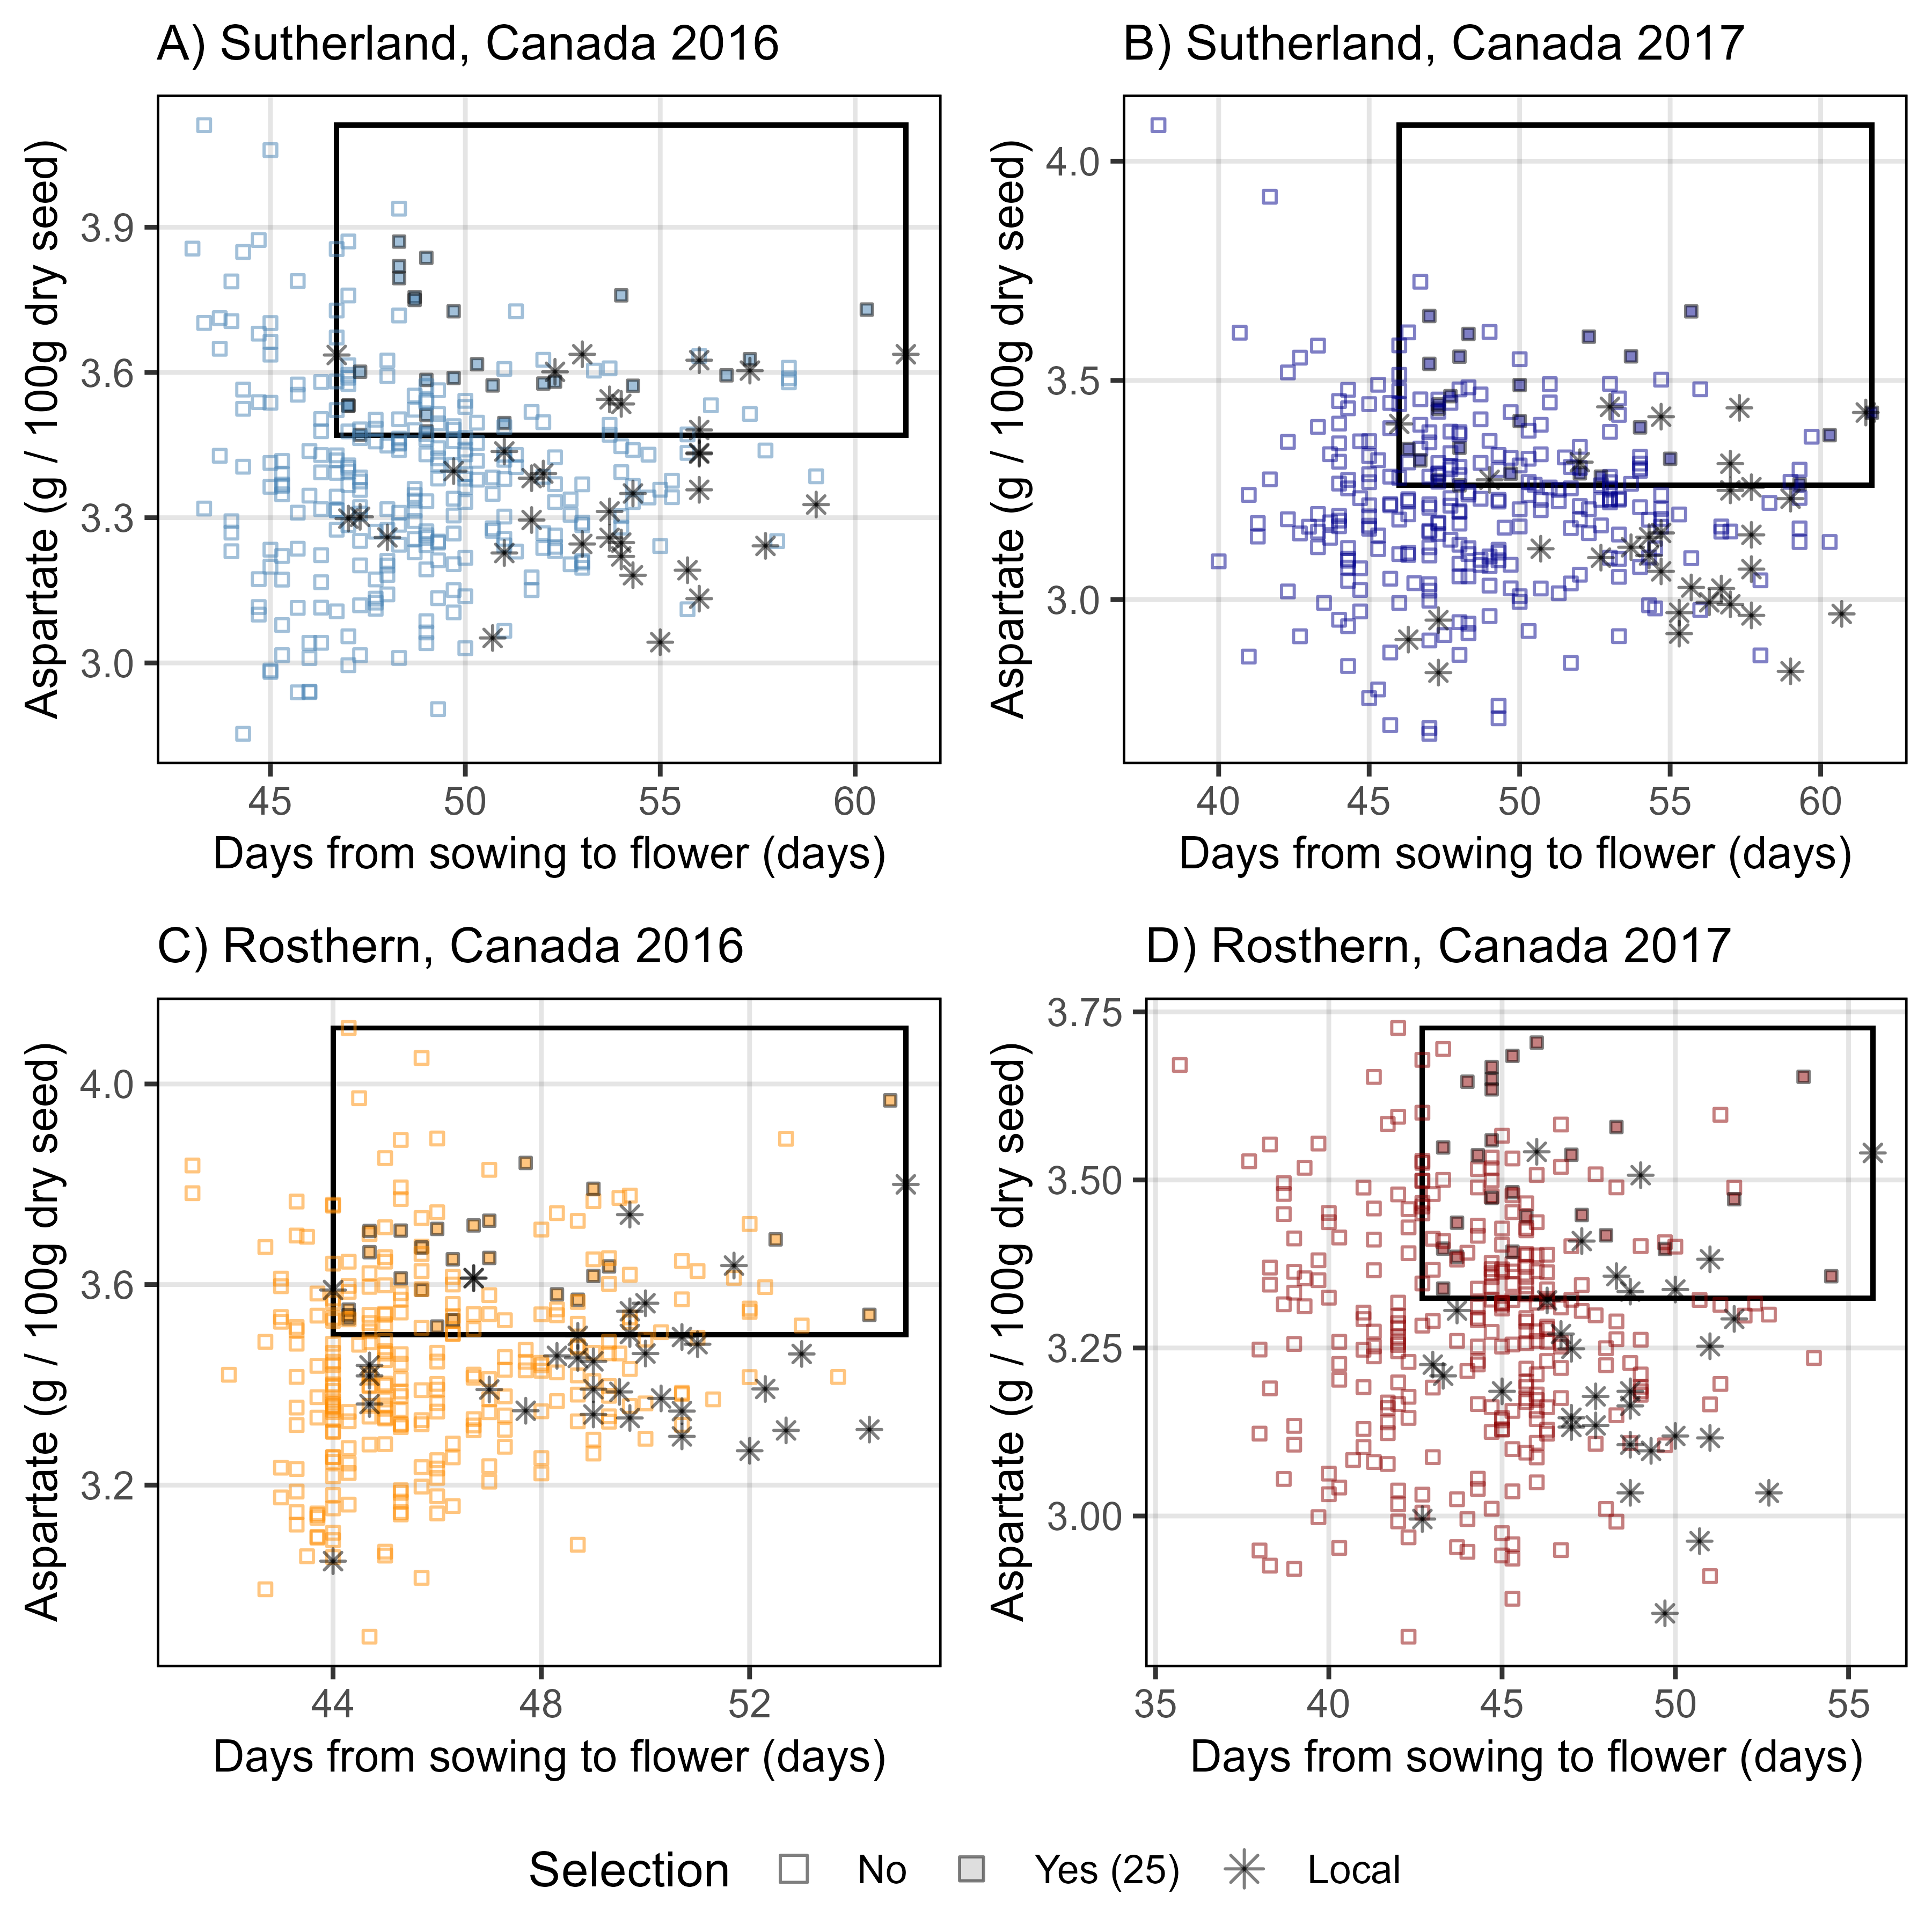 A) Sutherland, Canada 2016
Aspartate (g / 100g dry seed)
3.9
3.6
3.3
3.0
45 50 55 60
Days from sowing to flower (days)
B) Sutherland, Canada 2017
Aspartate (g / 100g dry seed)
4.0
3.5
3.0
40 45 50 55 60
Days from sowing to flower (days)
C) Rosthern, Canada 2016
Aspartate (g / 100g dry seed)
4.0
3.6
3.2
44 48 52
Days from sowing to flower (days)
D) Rosthern, Canada 2017
Aspartate (g / 100g dry seed)
3.75
3.50
3.25
3.00
35 40 45 50 55
Days from sowing to flower (days)
Selection No Yes (25) Local